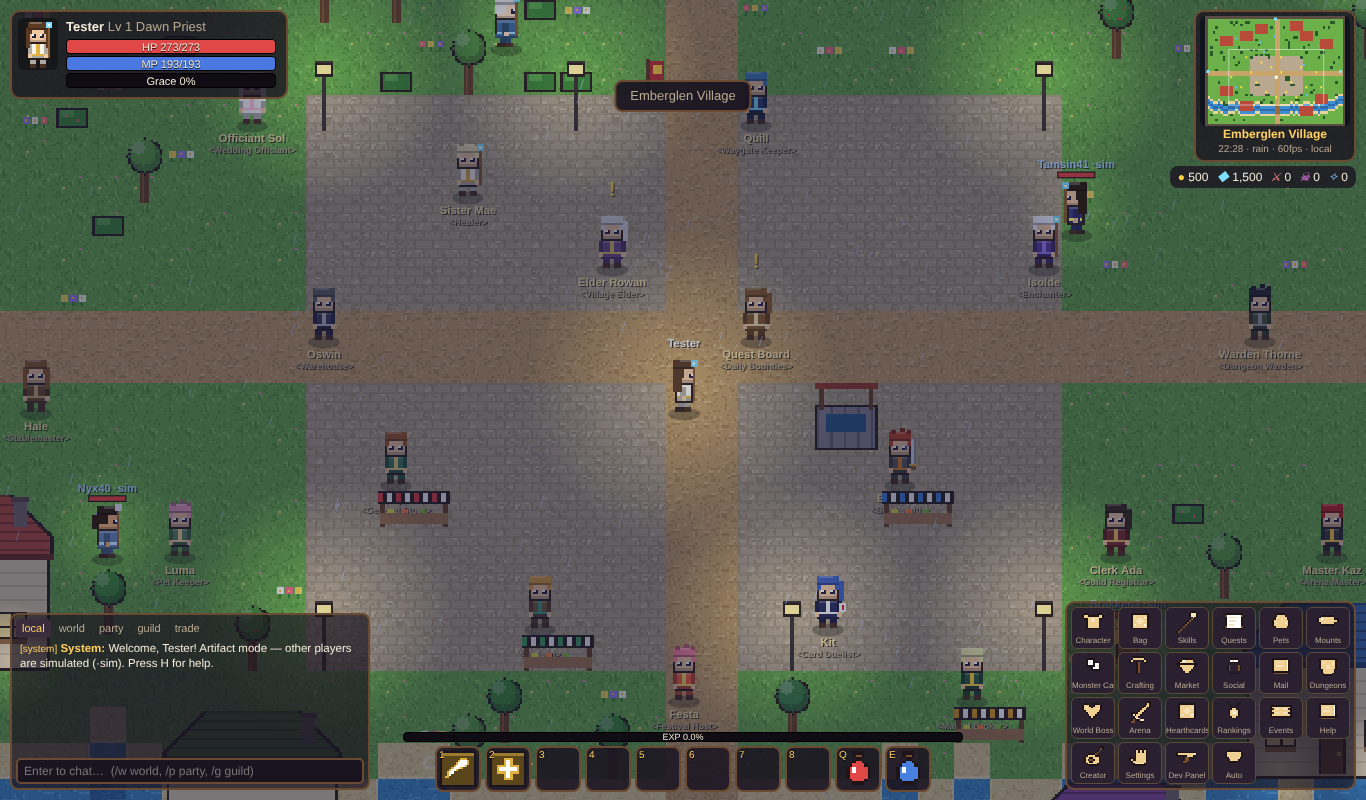 Tester Lv 1 Dawn Priest
HP 273/273
MP 193/193
Grace 0%
Emberglen Village
Emberglen Village
22:28 · rain · 60fps · local
500 1,500 0 0 0
Officiant Sol
<Wedding Officiant>
Quill
<Waygate Keeper>
Tamsin41 ·sim
Sister Mae
<Healer>
!
Elder Rowan
<Village Elder>
!
Isolde
<Enchanter>
Oswin
<Warehouse>
Tester
Quest Board
<Daily Bounties>
Warden Thorne
<Dungeon Warden>
Hale
<Stablemaster>
Nyx40 ·sim
Luma
<Pet Keeper>
Clerk Ada
<Guild Registrar>
Master Kaz
<Arena Master>
Kit
<Card Duelist>
Festa
<Festival Host>
local world party guild trade
[system] System: Welcome, Tester! Artifact mode — other players
are simulated (·sim). Press H for help.
Enter to chat… (/w world, /p party, /g guild)
EXP 0.0%
1 2 3 4 5 6 7 8 Q E
Character Bag Skills Quests Pets Mounts
Monster Ca Crafting Market Social Mail Dungeons
World Boss Arena Hearthcards Rankings Events Help
Creator Settings Dev Panel Auto